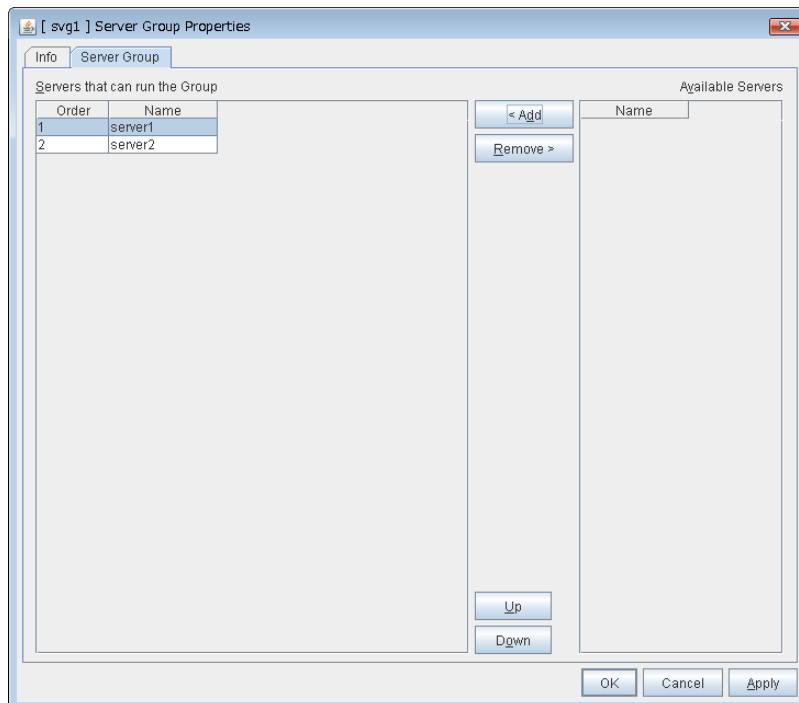 [ svg1 ] Server Group Properties
Info Server Group
Servers that can run the Group
Available Servers
Order Name
1 server1
2 server2
< Add
Remove >
Name
Up
Down
OK Cancel Apply